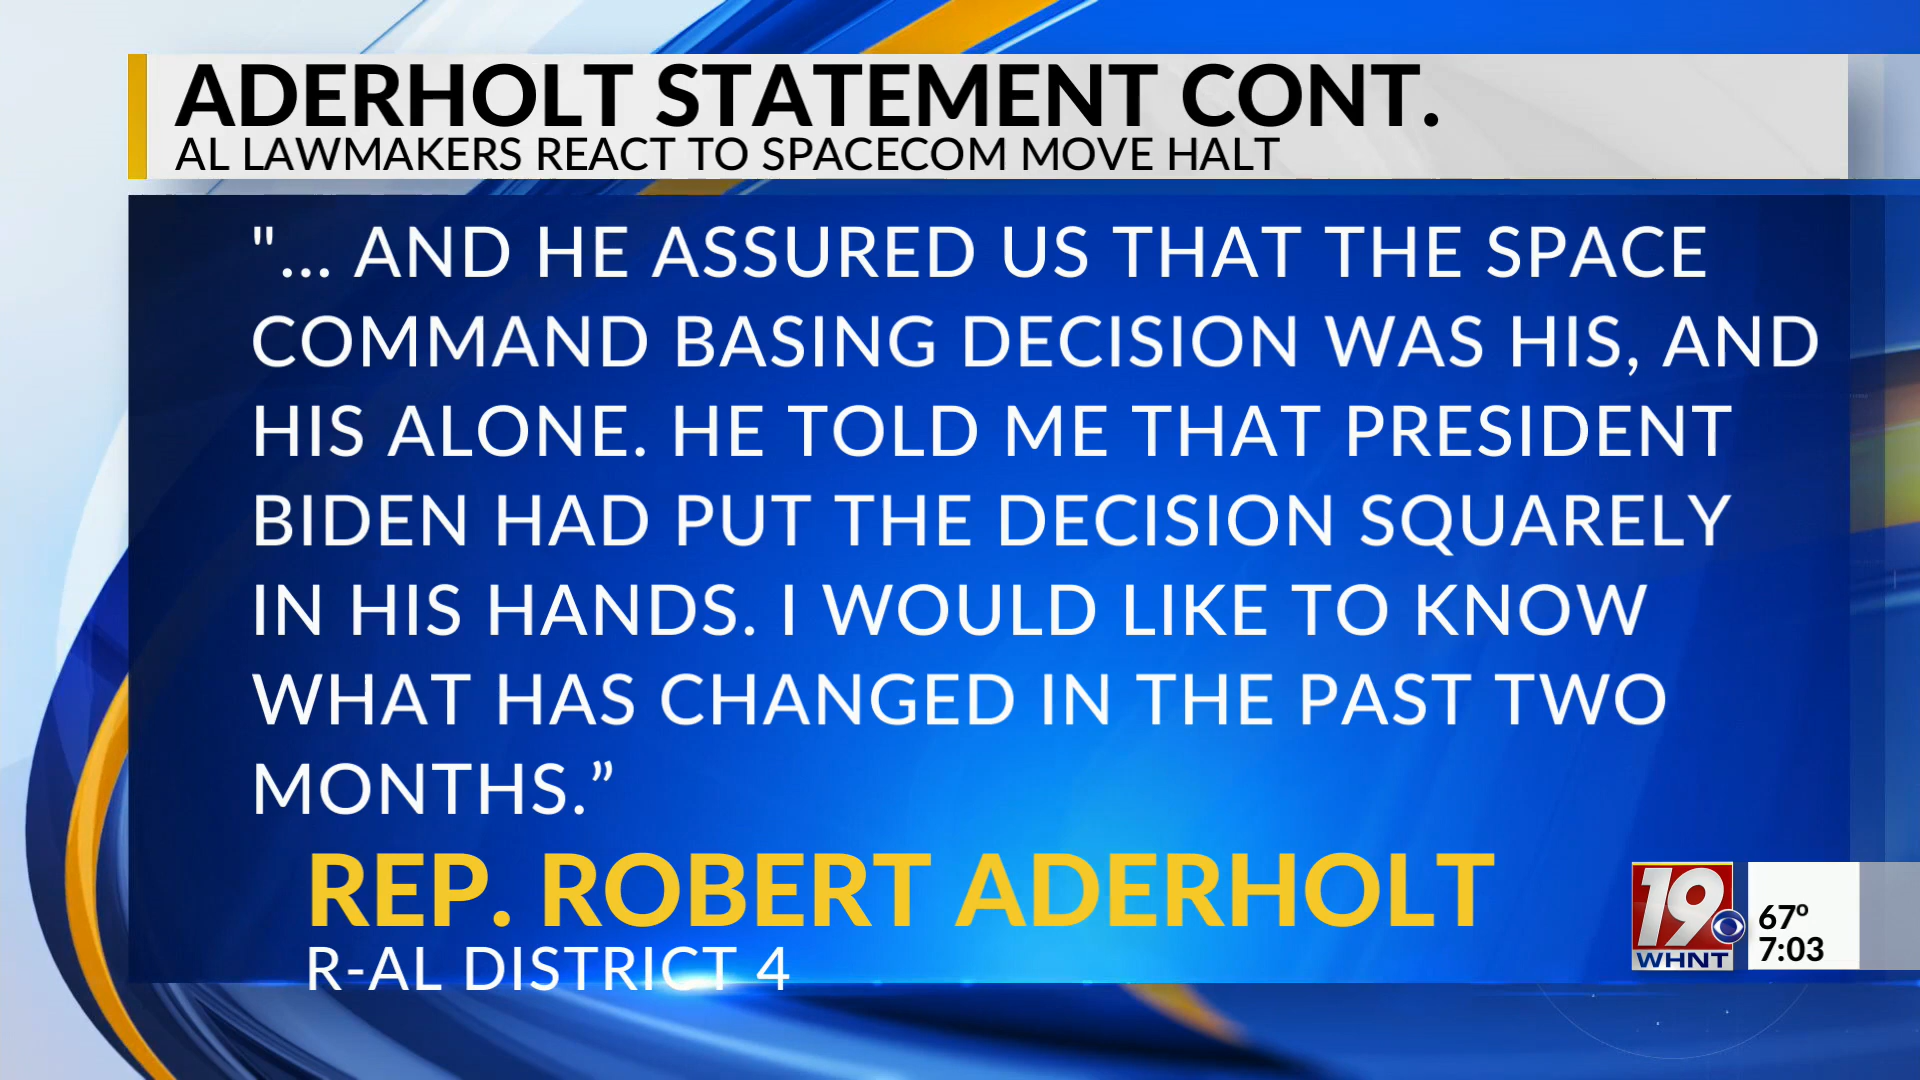 ADERHOLT STATEMENT CONT.
AL LAWMAKERS REACT TO SPACECOM MOVE HALT
"... AND HE ASSURED US THAT THE SPACE
COMMAND BASING DECISION WAS HIS, AND
HIS ALONE. HE TOLD ME THAT PRESIDENT
BIDEN HAD PUT THE DECISION SQUARELY
IN HIS HANDS. I WOULD LIKE TO KNOW
WHAT HAS CHANGED IN THE PAST TWO
MONTHS.”
REP. ROBERT ADERHOLT
R-AL DISTRICT 4
19
WHNT
67º
7:03